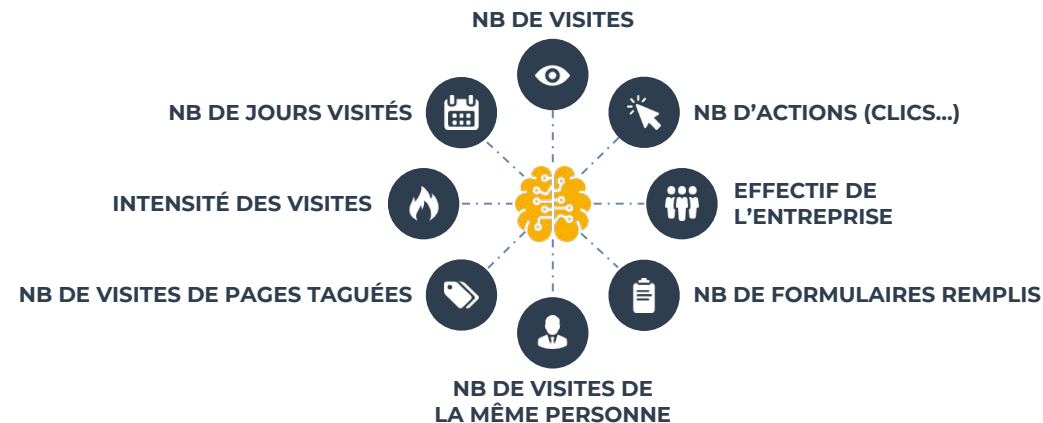 NB DE VISITES
NB DE JOURS VISITÉS
NB D’ACTIONS (CLICS...)
INTENSITÉ DES VISITES
EFFECTIF DE
L’ENTREPRISE
NB DE VISITES DE PAGES TAGUÉES
NB DE FORMULAIRES REMPLIS
NB DE VISITES DE
LA MÊME PERSONNE